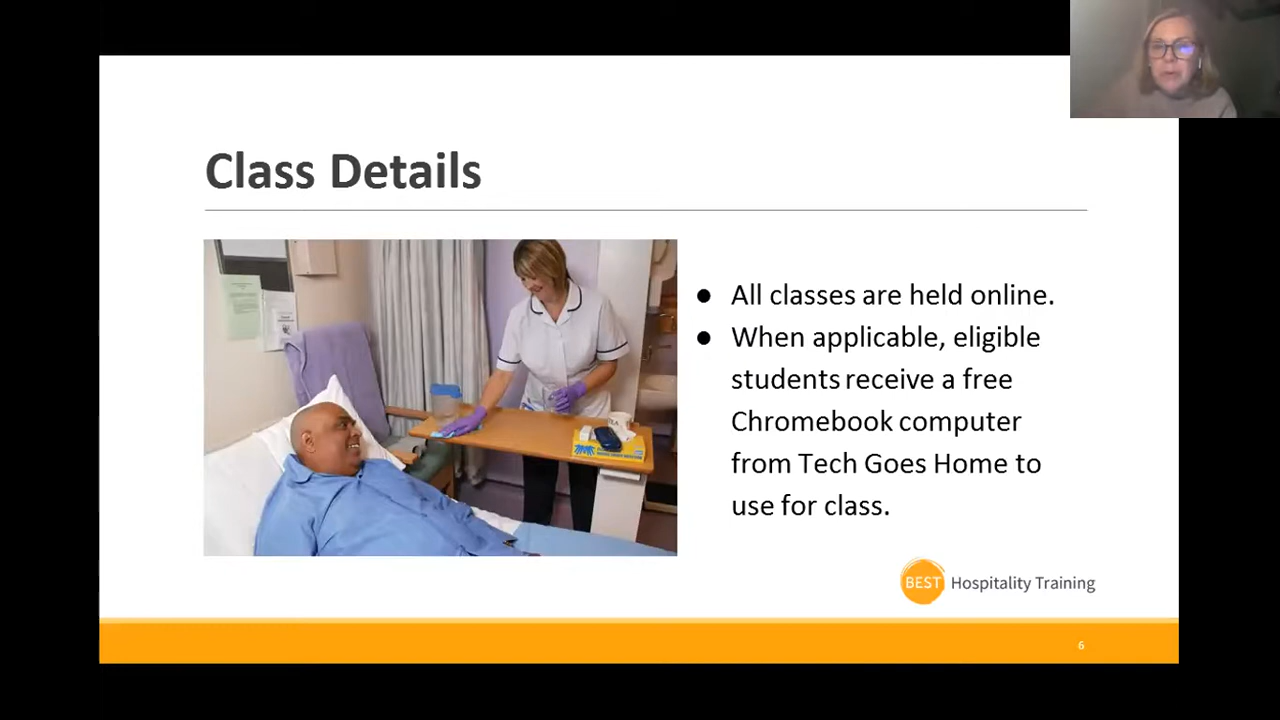 Class Details
● All classes are held online.
● When applicable, eligible
students receive a free
Chromebook computer
from Tech Goes Home to
use for class.
BEST Hospitality Training
6